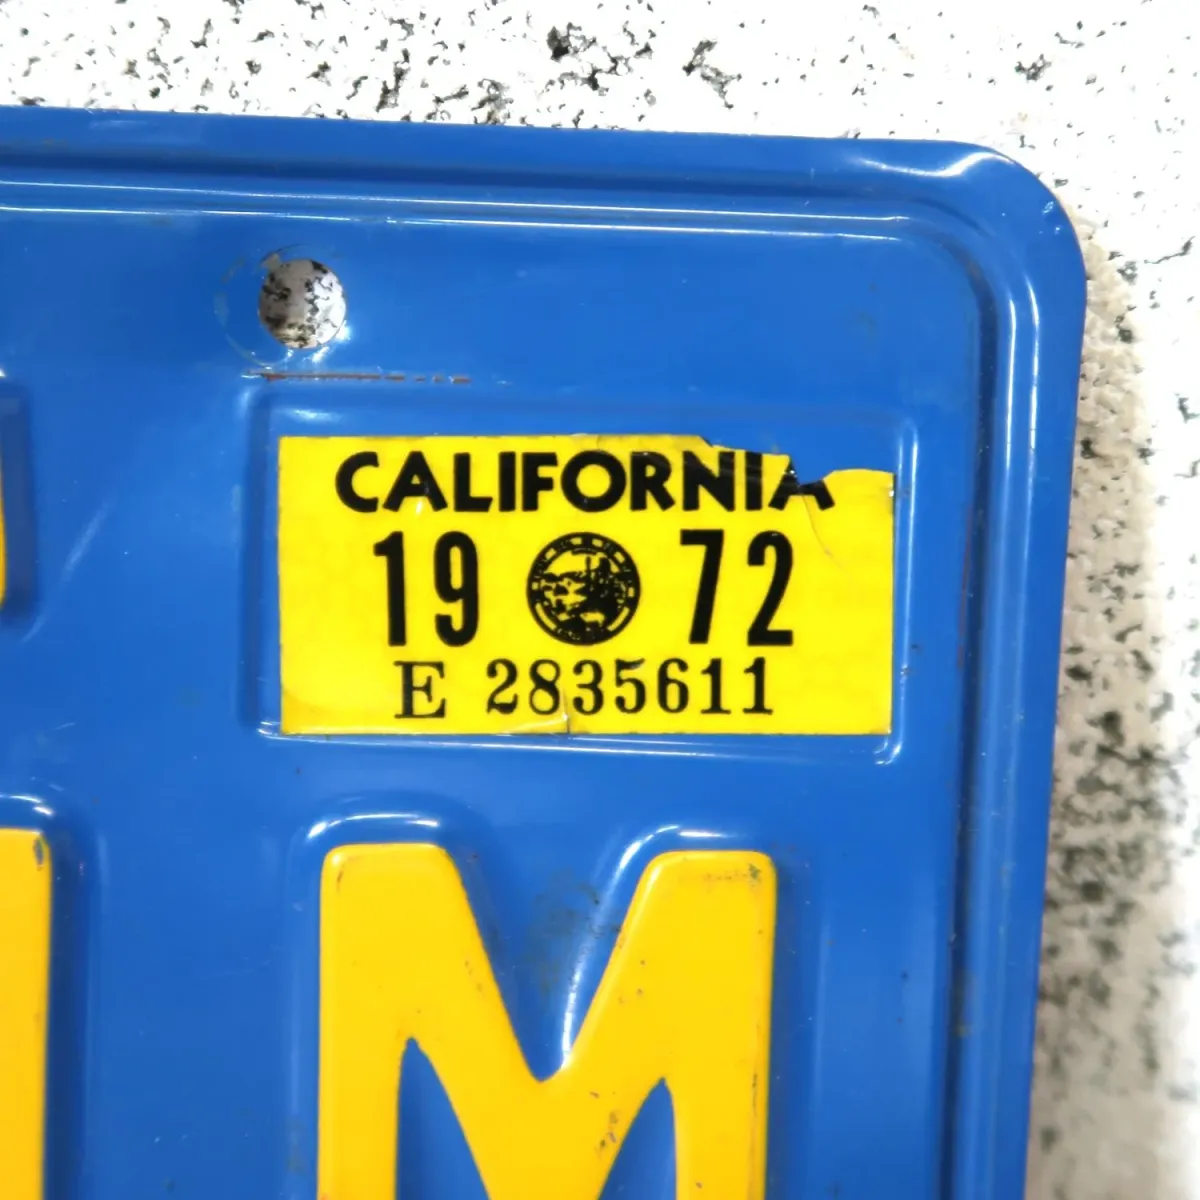 CALIFORNIA
19 72
E 2835611
M